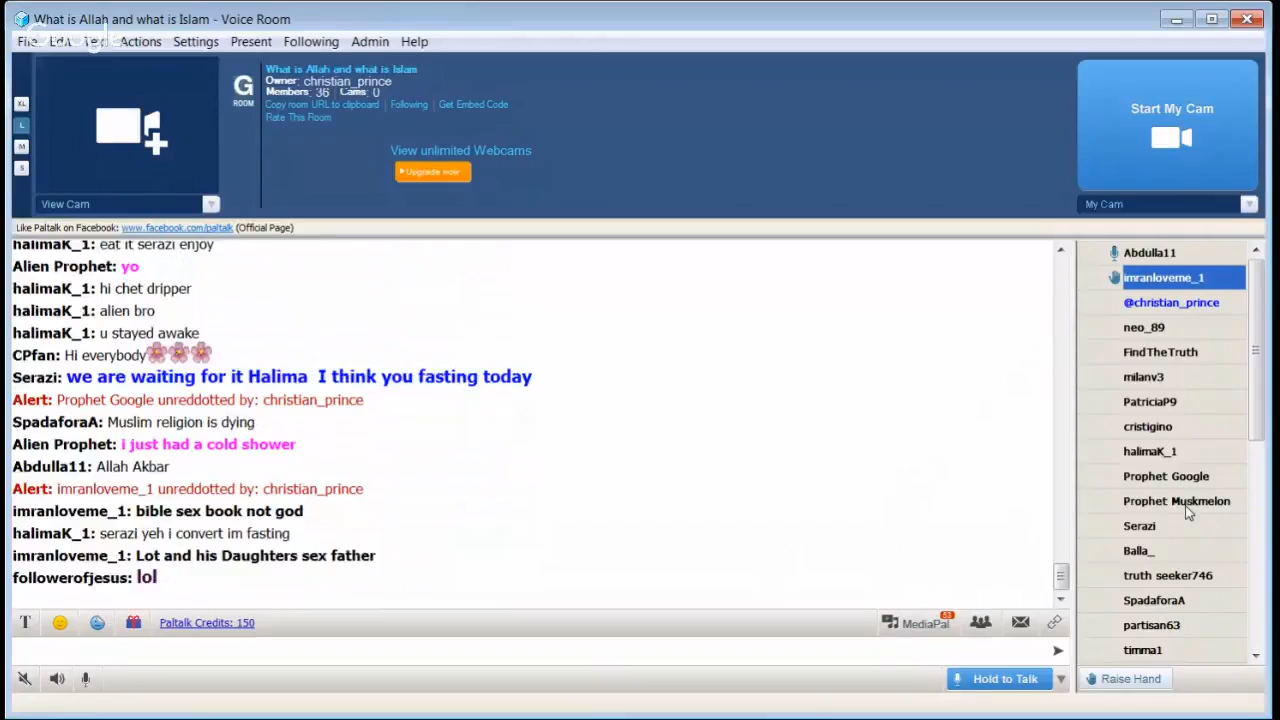 What is Allah and what is Islam - Voice Room
Google
File Edit Text Actions Settings Present Following Admin Help
XL
L
M
S
G
ROOM
What is Allah and what is Islam
Owner: christian_prince
Members: 36 | Cams: 0
Copy room URL to clipboard | Following | Get Embed Code
Rate This Room
View unlimited Webcams
Upgrade now
Start My Cam
View Cam
My Cam
Like Paltalk on Facebook: www.facebook.com/paltalk (Official Page)
halimaK_1: eat it serazi enjoy
Alien Prophet: yo
halimaK_1: hi chet dripper
halimaK_1: alien bro
halimaK_1: u stayed awake
CPfan: Hi everybody
Serazi: we are waiting for it Halima I think you fasting today
Alert: Prophet Google unreddotted by: christian_prince
SpadaforaA: Muslim religion is dying
Alien Prophet: i just had a cold shower
Abdulla11: Allah Akbar
Alert: imranloveme_1 unreddotted by: christian_prince
imranloveme_1: bible sex book not god
halimaK_1: serazi yeh i convert im fasting
imranloveme_1: Lot and his Daughters sex father
followerofjesus: lol
Abdulla11
imranloveme_1
@christian_prince
neo_89
FindTheTruth
milanv3
PatriciaP9
cristigino
halimaK_1
Prophet Google
Prophet Muskmelon
Serazi
Balla_
truth seeker746
SpadaforaA
partisan63
timma1
T
Paltalk Credits: 150
MediaPal
53
Hold to Talk
Raise Hand